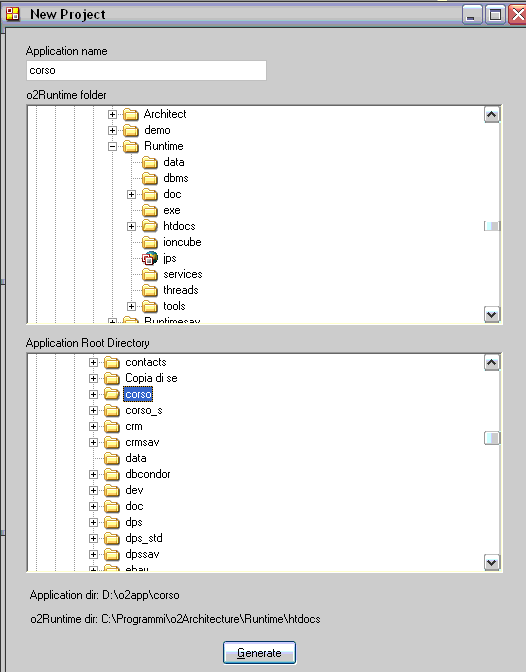 New Project
Application name
corso
o2Runtime folder
Architect
demo
Runtime
data
dbms
doc
exe
htdocs
ioncube
jps
services
threads
tools
Runtimesav
Application Root Directory
contacts
Copia di se
corso
corso_s
crm
crmsav
data
dbcondor
dev
doc
dps
dps_std
dpssav
ebay
Application dir: D:\o2app\corso
o2Runtime dir: C:\Programmi\o2Architecture\Runtime\htdocs
Generate